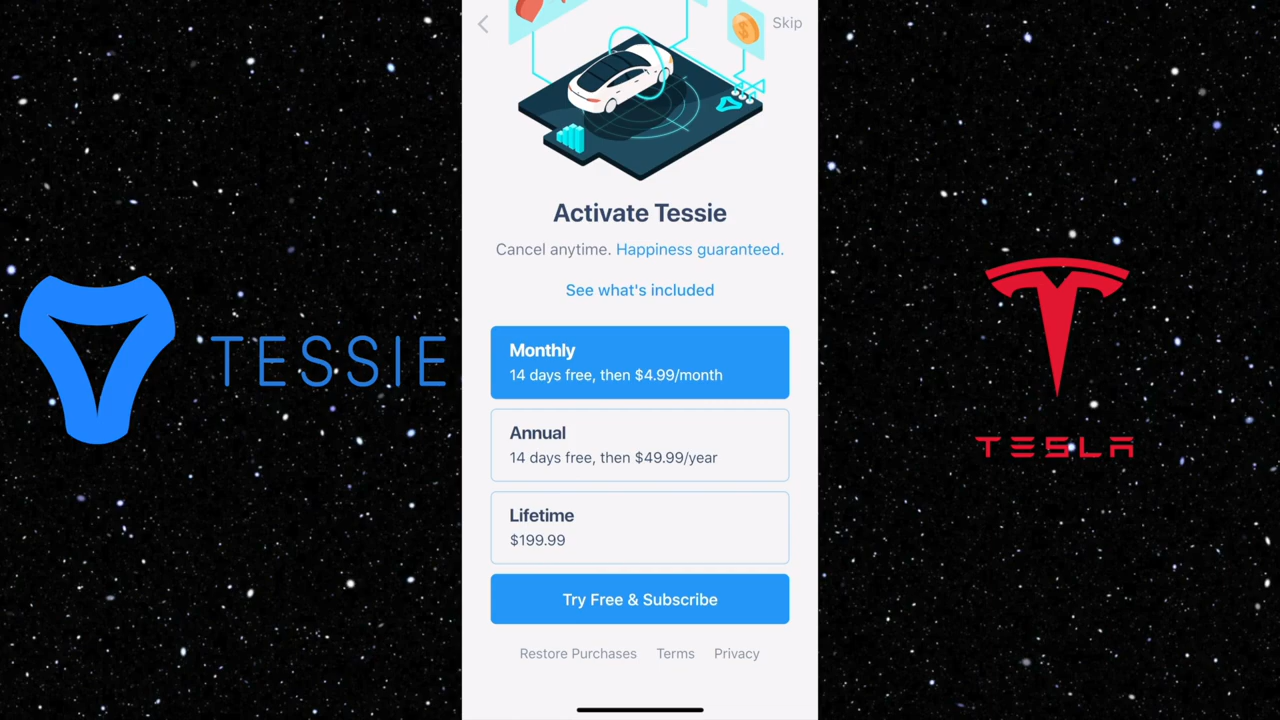 Skip
Activate Tessie
Cancel anytime. Happiness guaranteed.
See what's included
Monthly
14 days free, then $4.99/month
Annual
14 days free, then $49.99/year
Lifetime
$199.99
Try Free & Subscribe
Restore Purchases Terms Privacy
TESSIE
TESLA